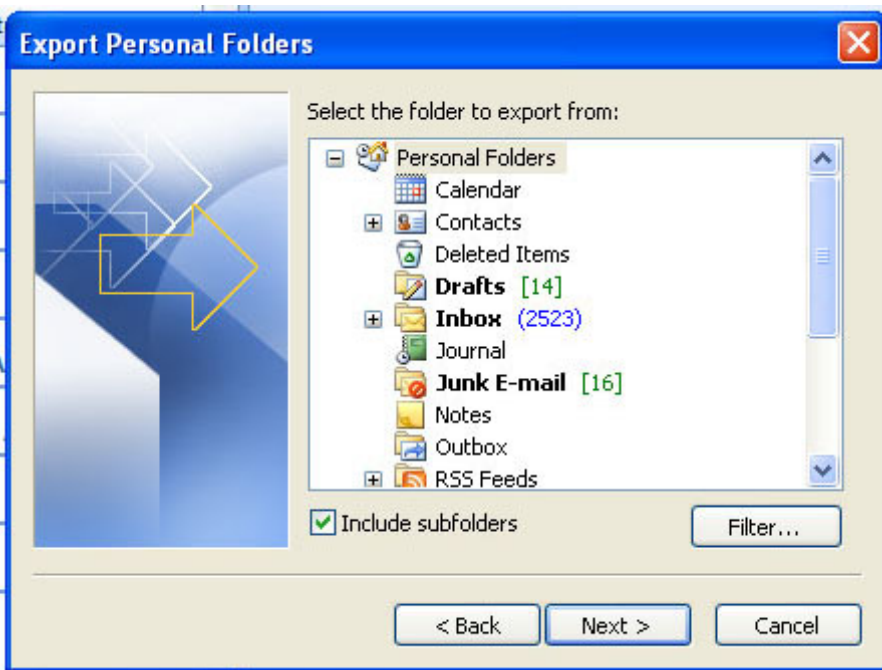 Export Personal Folders
Select the folder to export from:
Personal Folders
Calendar
Contacts
Deleted Items
Drafts [14]
Inbox (2523)
Journal
Junk E-mail [16]
Notes
Outbox
RSS Feeds
Include subfolders
Filter...
< Back
Next >
Cancel